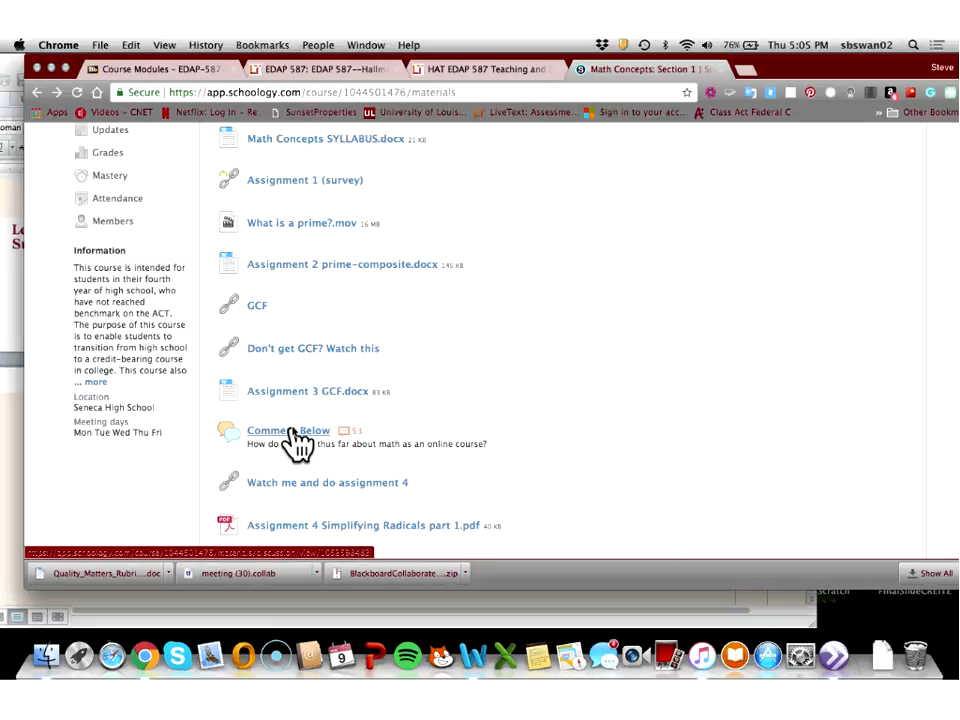 Chrome File Edit View History Bookmarks People Window Help 76% Thu 5:05 PM sbswan02
Course Modules - EDAP-587- EDAP 587: EDAP 587--Hallm HAT EDAP 587 Teaching and Math Concepts: Section 1 | Sc Steve
Secure https://app.schoology.com/course/1044501476/materials
Apps Videos - CNET Netflix: Log In - Re SunsetProperties UL University of Louis... LiveText: Assessme... Sign in to your acc... Class Act Federal C » Other Bookm
oman
Updates
Math Concepts SYLLABUS.docx 21 KB
Grades
Mastery
Assignment 1 (survey)
Attendance
Members
What is a prime?.mov 16 MB
Information
This course is intended for
students in their fourth
year of high school, who
have not reached
benchmark on the ACT.
The purpose of this course
is to enable students to
transition from high school
to a credit-bearing course
in college. This course also
... more
Location
Seneca High School
Meeting days
Mon Tue Wed Thu Fri
Assignment 2 prime-composite.docx 145 KB
GCF
Don't get GCF? Watch this
Assignment 3 GCF.docx 83 KB
Comme Below 53
How do thus far about math as an online course?
Watch me and do assignment 4
PDF
Assignment 4 Simplifying Radicals part 1.pdf 40 KB
Quality_Matters_Rubri....doc meeting (30).collab BlackboardCollaborate....zip Show All
Scratch FinalSlideCREITE
9